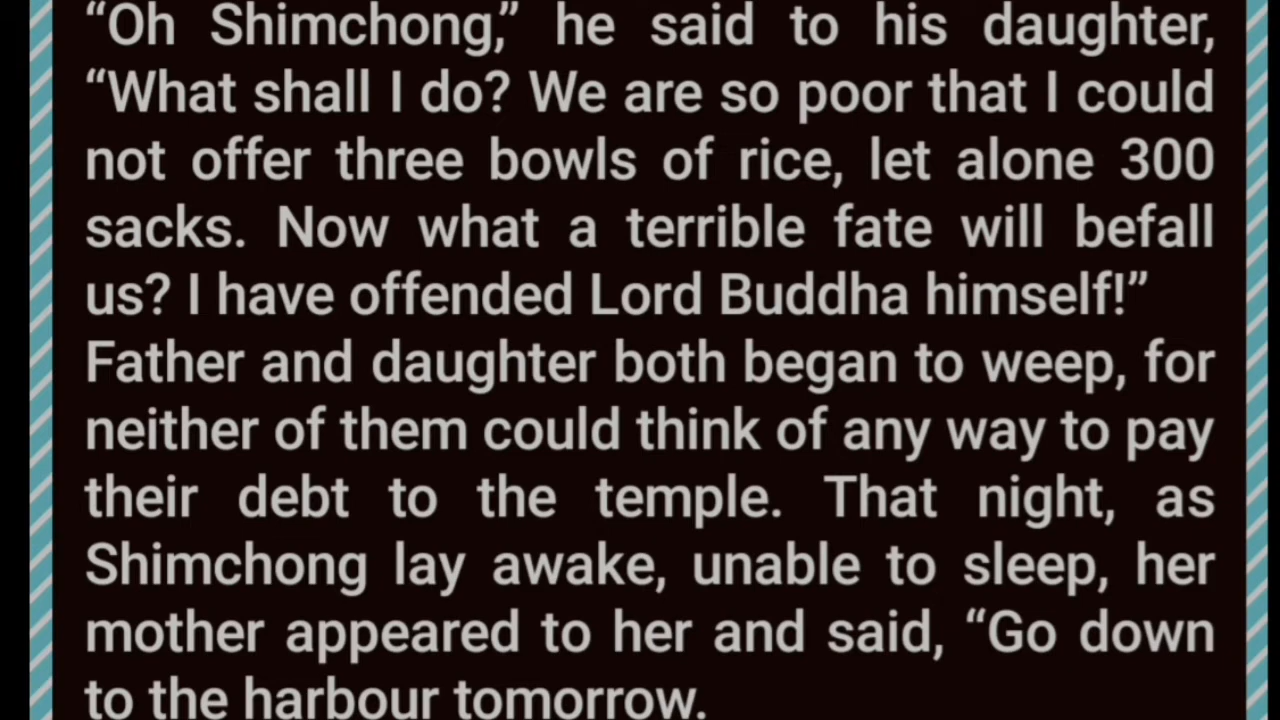 “Oh Shimchong,” he said to his daughter,
“What shall I do? We are so poor that I could
not offer three bowls of rice, let alone 300
sacks. Now what a terrible fate will befall
us? I have offended Lord Buddha himself!”
Father and daughter both began to weep, for
neither of them could think of any way to pay
their debt to the temple. That night, as
Shimchong lay awake, unable to sleep, her
mother appeared to her and said, “Go down
to the harbour tomorrow.